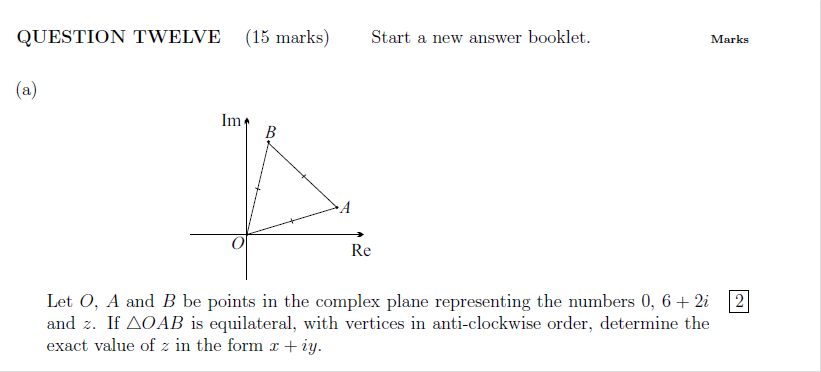 QUESTION TWELVE (15 marks) Start a new answer booklet. Marks
(a)
Im
B
A
O
Re
Let O, A and B be points in the complex plane representing the numbers 0, 6 + 2i 2
and z. If △OAB is equilateral, with vertices in anti-clockwise order, determine the
exact value of z in the form x + iy.